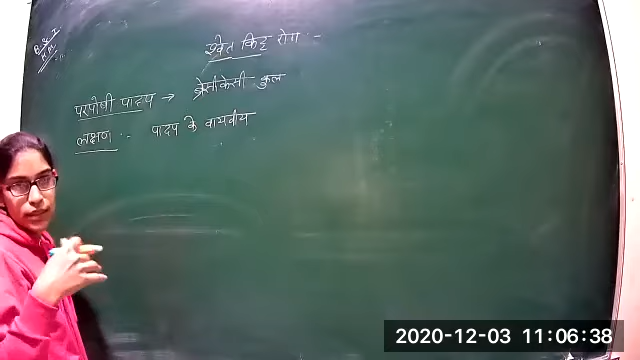 श्वेत किट्ट रोग :-
परपोषी पादप → ब्रेसीकेसी कुल
लक्षण :- पादप के वायवीय
2020-12-03 11:06:38